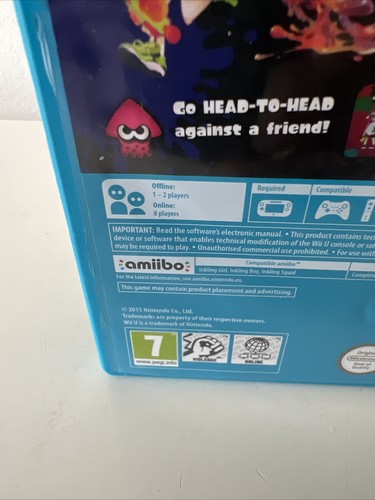 Go HEAD-TO-HEAD
against a friend!
Offline:
1 – 2 players
Online:
8 players
Required
Compatible
IMPORTANT: Read the software's electronic manual. • This product contains
device or software that enables technical modification of the Wii U console or
may be required to play. • Unauthorised commercial use prohibited. • For use
amiibo
Compatible amiibo™
Inkling Girl, Inkling Boy, Inkling Squid
For the latest information, see amiibo.nintendo.eu.
This game may contain product placement and advertising.
© 2015 Nintendo Co., Ltd.
Trademarks are property of their respective owners.
Wii U is a trademark of Nintendo.
7
www.pegi.info
VIOLENCE
ONLINE
Nintendo
Seal of
Quality